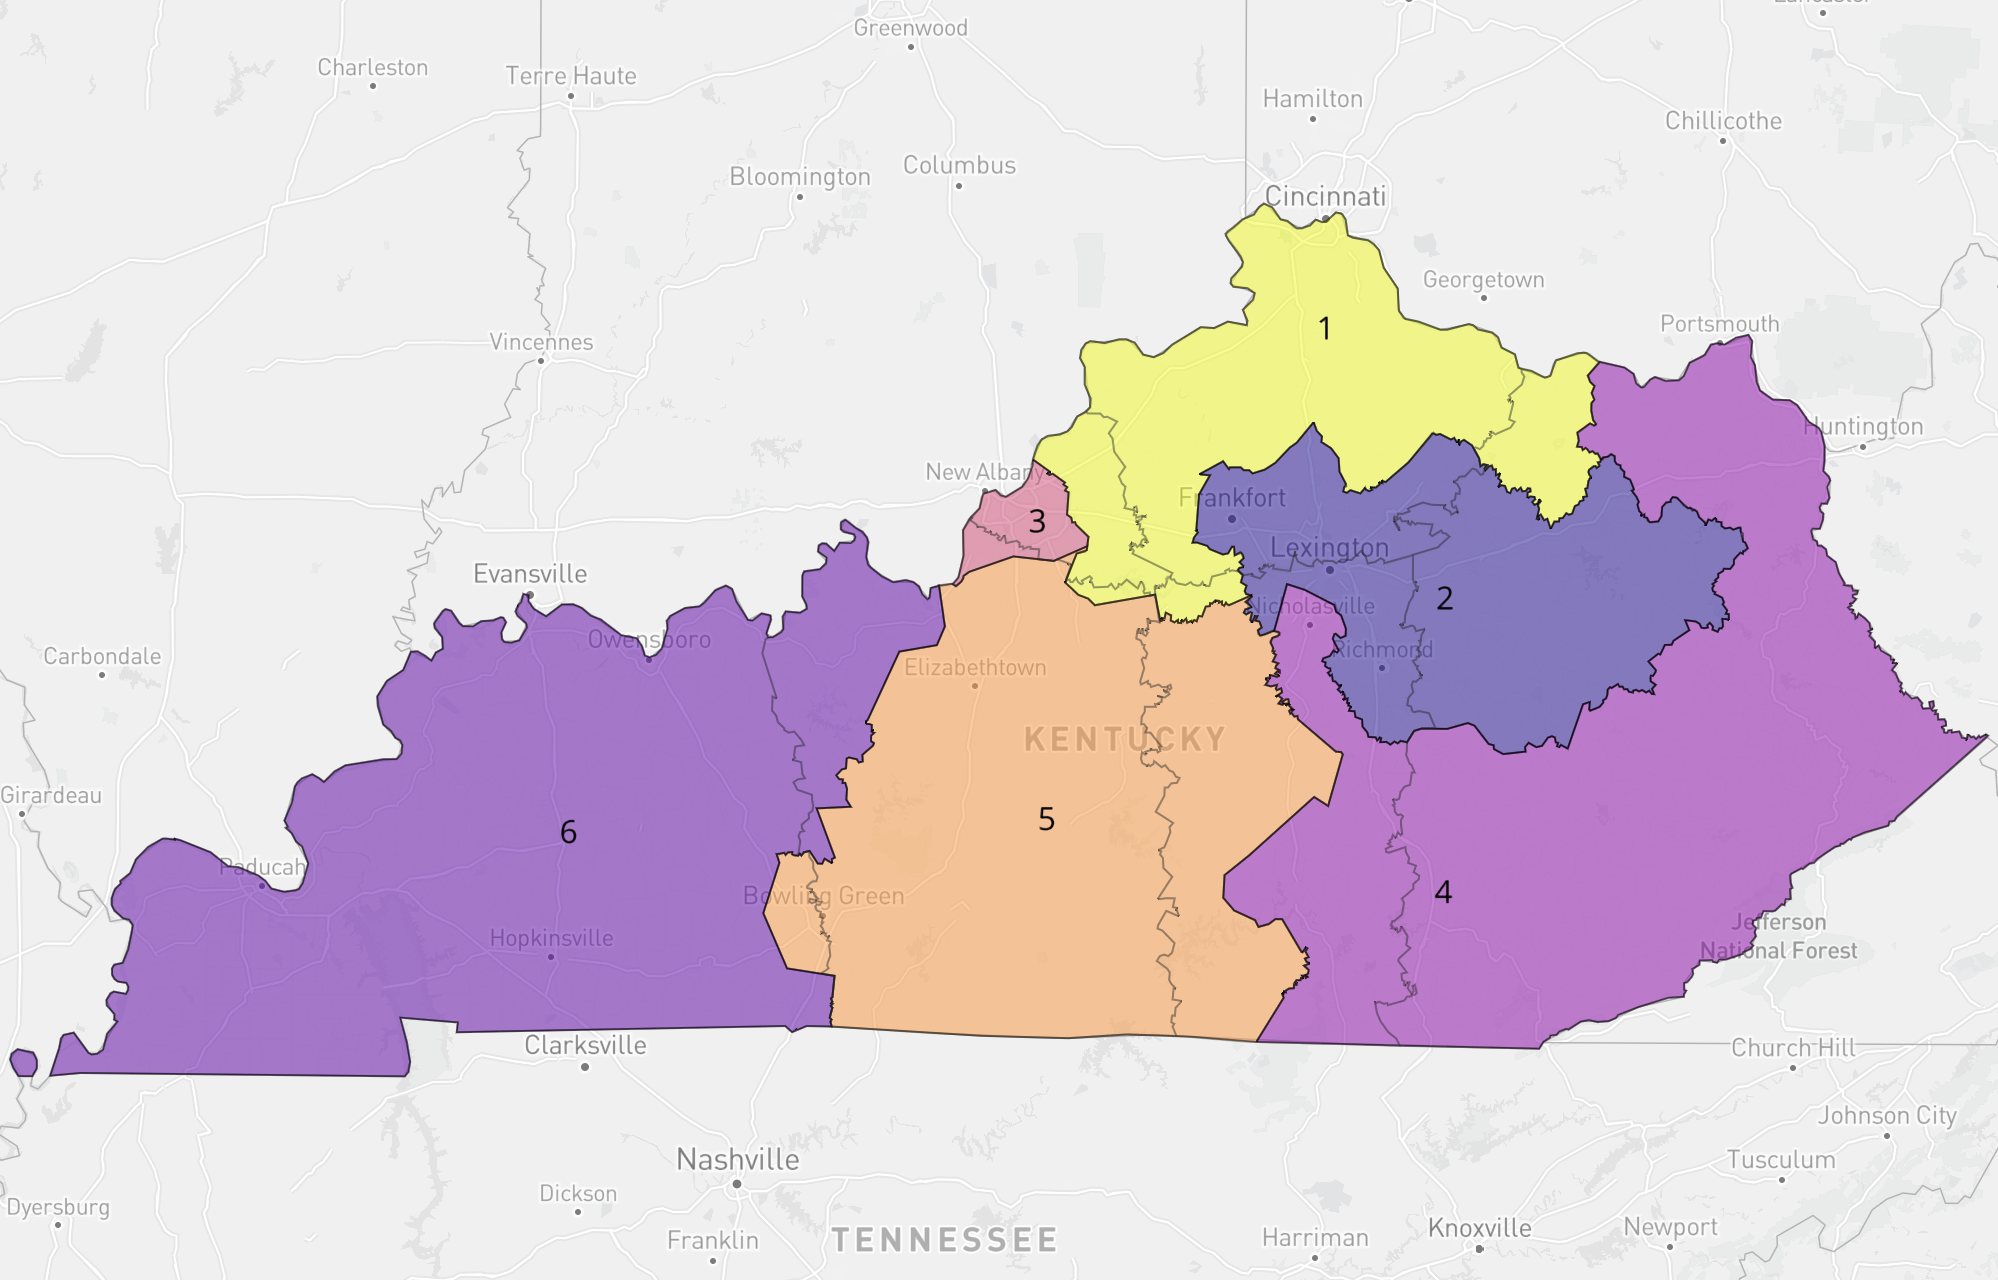 Lancaster
Greenwood
Charleston
Terre Haute
Hamilton
Chillicothe
Columbus
Bloomington
Cincinnati
Georgetown
Portsmouth
Vincennes
1
Huntington
New Albany
Frankfort
3
Lexington
Evansville
2
Nicholasville
Owensboro
Richmond
Carbondale
Elizabethtown
KENTUCKY
Girardeau
5
6
Paducah
4
Bowling Green
Jefferson
National Forest
Hopkinsville
Clarksville
Church Hill
Johnson City
Nashville
Tusculum
Dickson
Dyersburg
Knoxville
Newport
Franklin
TENNESSEE
Harriman